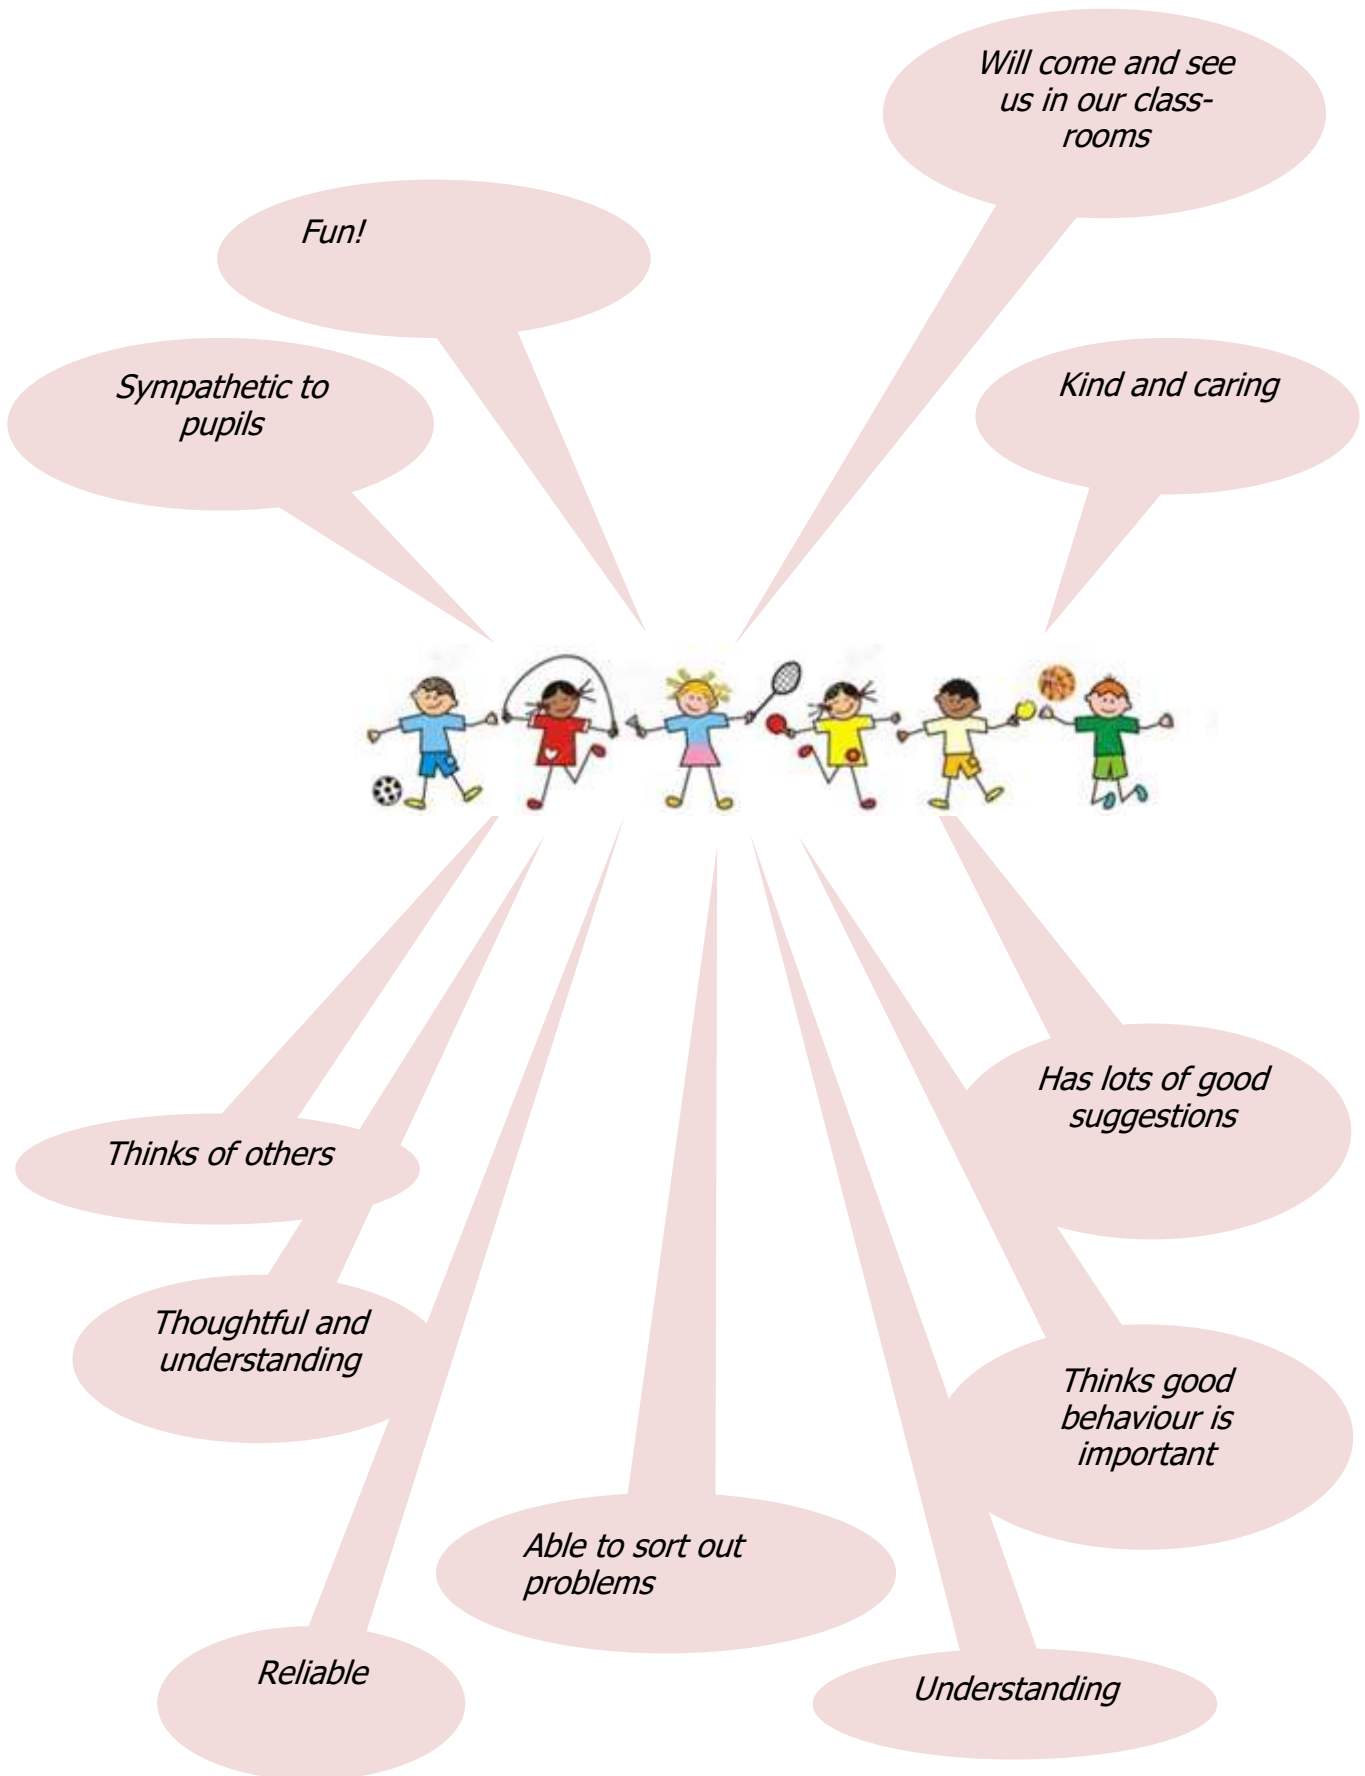 Will come and see
us in our class-
rooms
Fun!
Sympathetic to
pupils
Kind and caring
Has lots of good
suggestions
Thinks of others
Thoughtful and
understanding
Thinks good
behaviour is
important
Able to sort out
problems
Reliable
Understanding